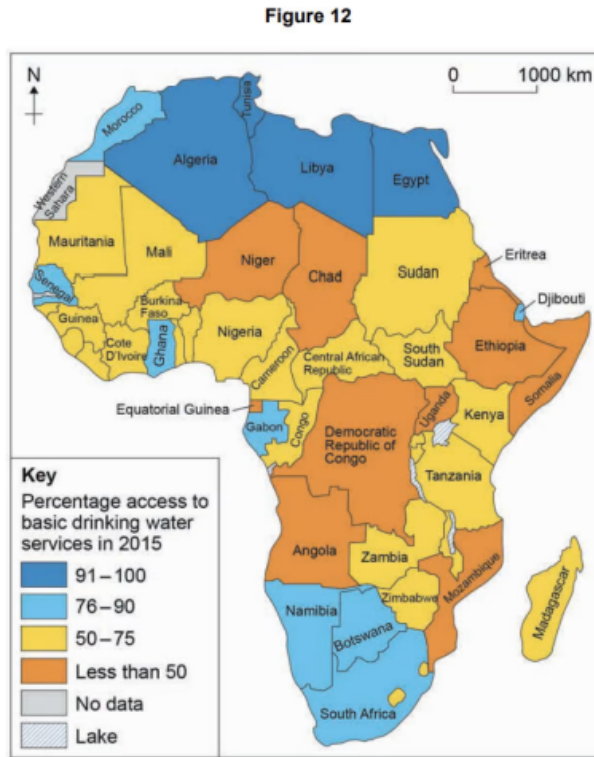 Figure 12
N
0 1000 km
Morocco
Tunisia
Algeria
Libya
Egypt
Western
Sahara
Mauritania
Mali
Niger
Chad
Sudan
Eritrea
Senegal
Djibouti
Burkina
Faso
Guinea
Nigeria
Cote
D'Ivoire
Ghana
Cameroon
Central African
Republic
South
Sudan
Ethiopia
Somalia
Equatorial Guinea
Gabon
Congo
Uganda
Kenya
Democratic
Republic of
Congo
Tanzania
Angola
Zambia
Mozambique
Zimbabwe
Madagascar
Namibia
Botswana
South Africa
Key
Percentage access to
basic drinking water
services in 2015
91–100
76–90
50–75
Less than 50
No data
Lake